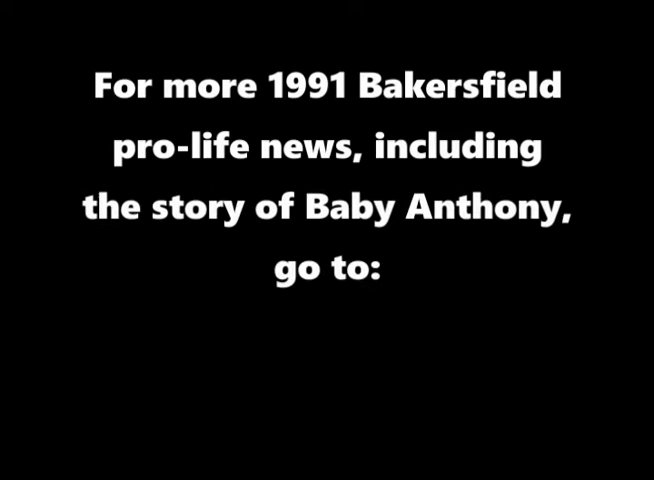 For more 1991 Bakersfield
pro-life news, including
the story of Baby Anthony,
go to: